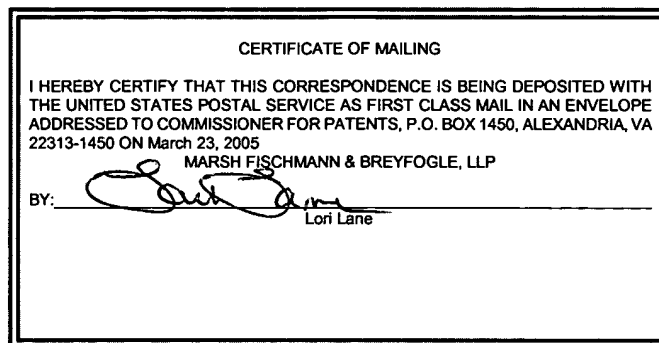 CERTIFICATE OF MAILING
I HEREBY CERTIFY THAT THIS CORRESPONDENCE IS BEING DEPOSITED WITH
THE UNITED STATES POSTAL SERVICE AS FIRST CLASS MAIL IN AN ENVELOPE
ADDRESSED TO COMMISSIONER FOR PATENTS, P.O. BOX 1450, ALEXANDRIA, VA
22313-1450 ON March 23, 2005
MARSH FISCHMANN & BREYFOGLE, LLP
BY: Lori Lane
Lori Lane